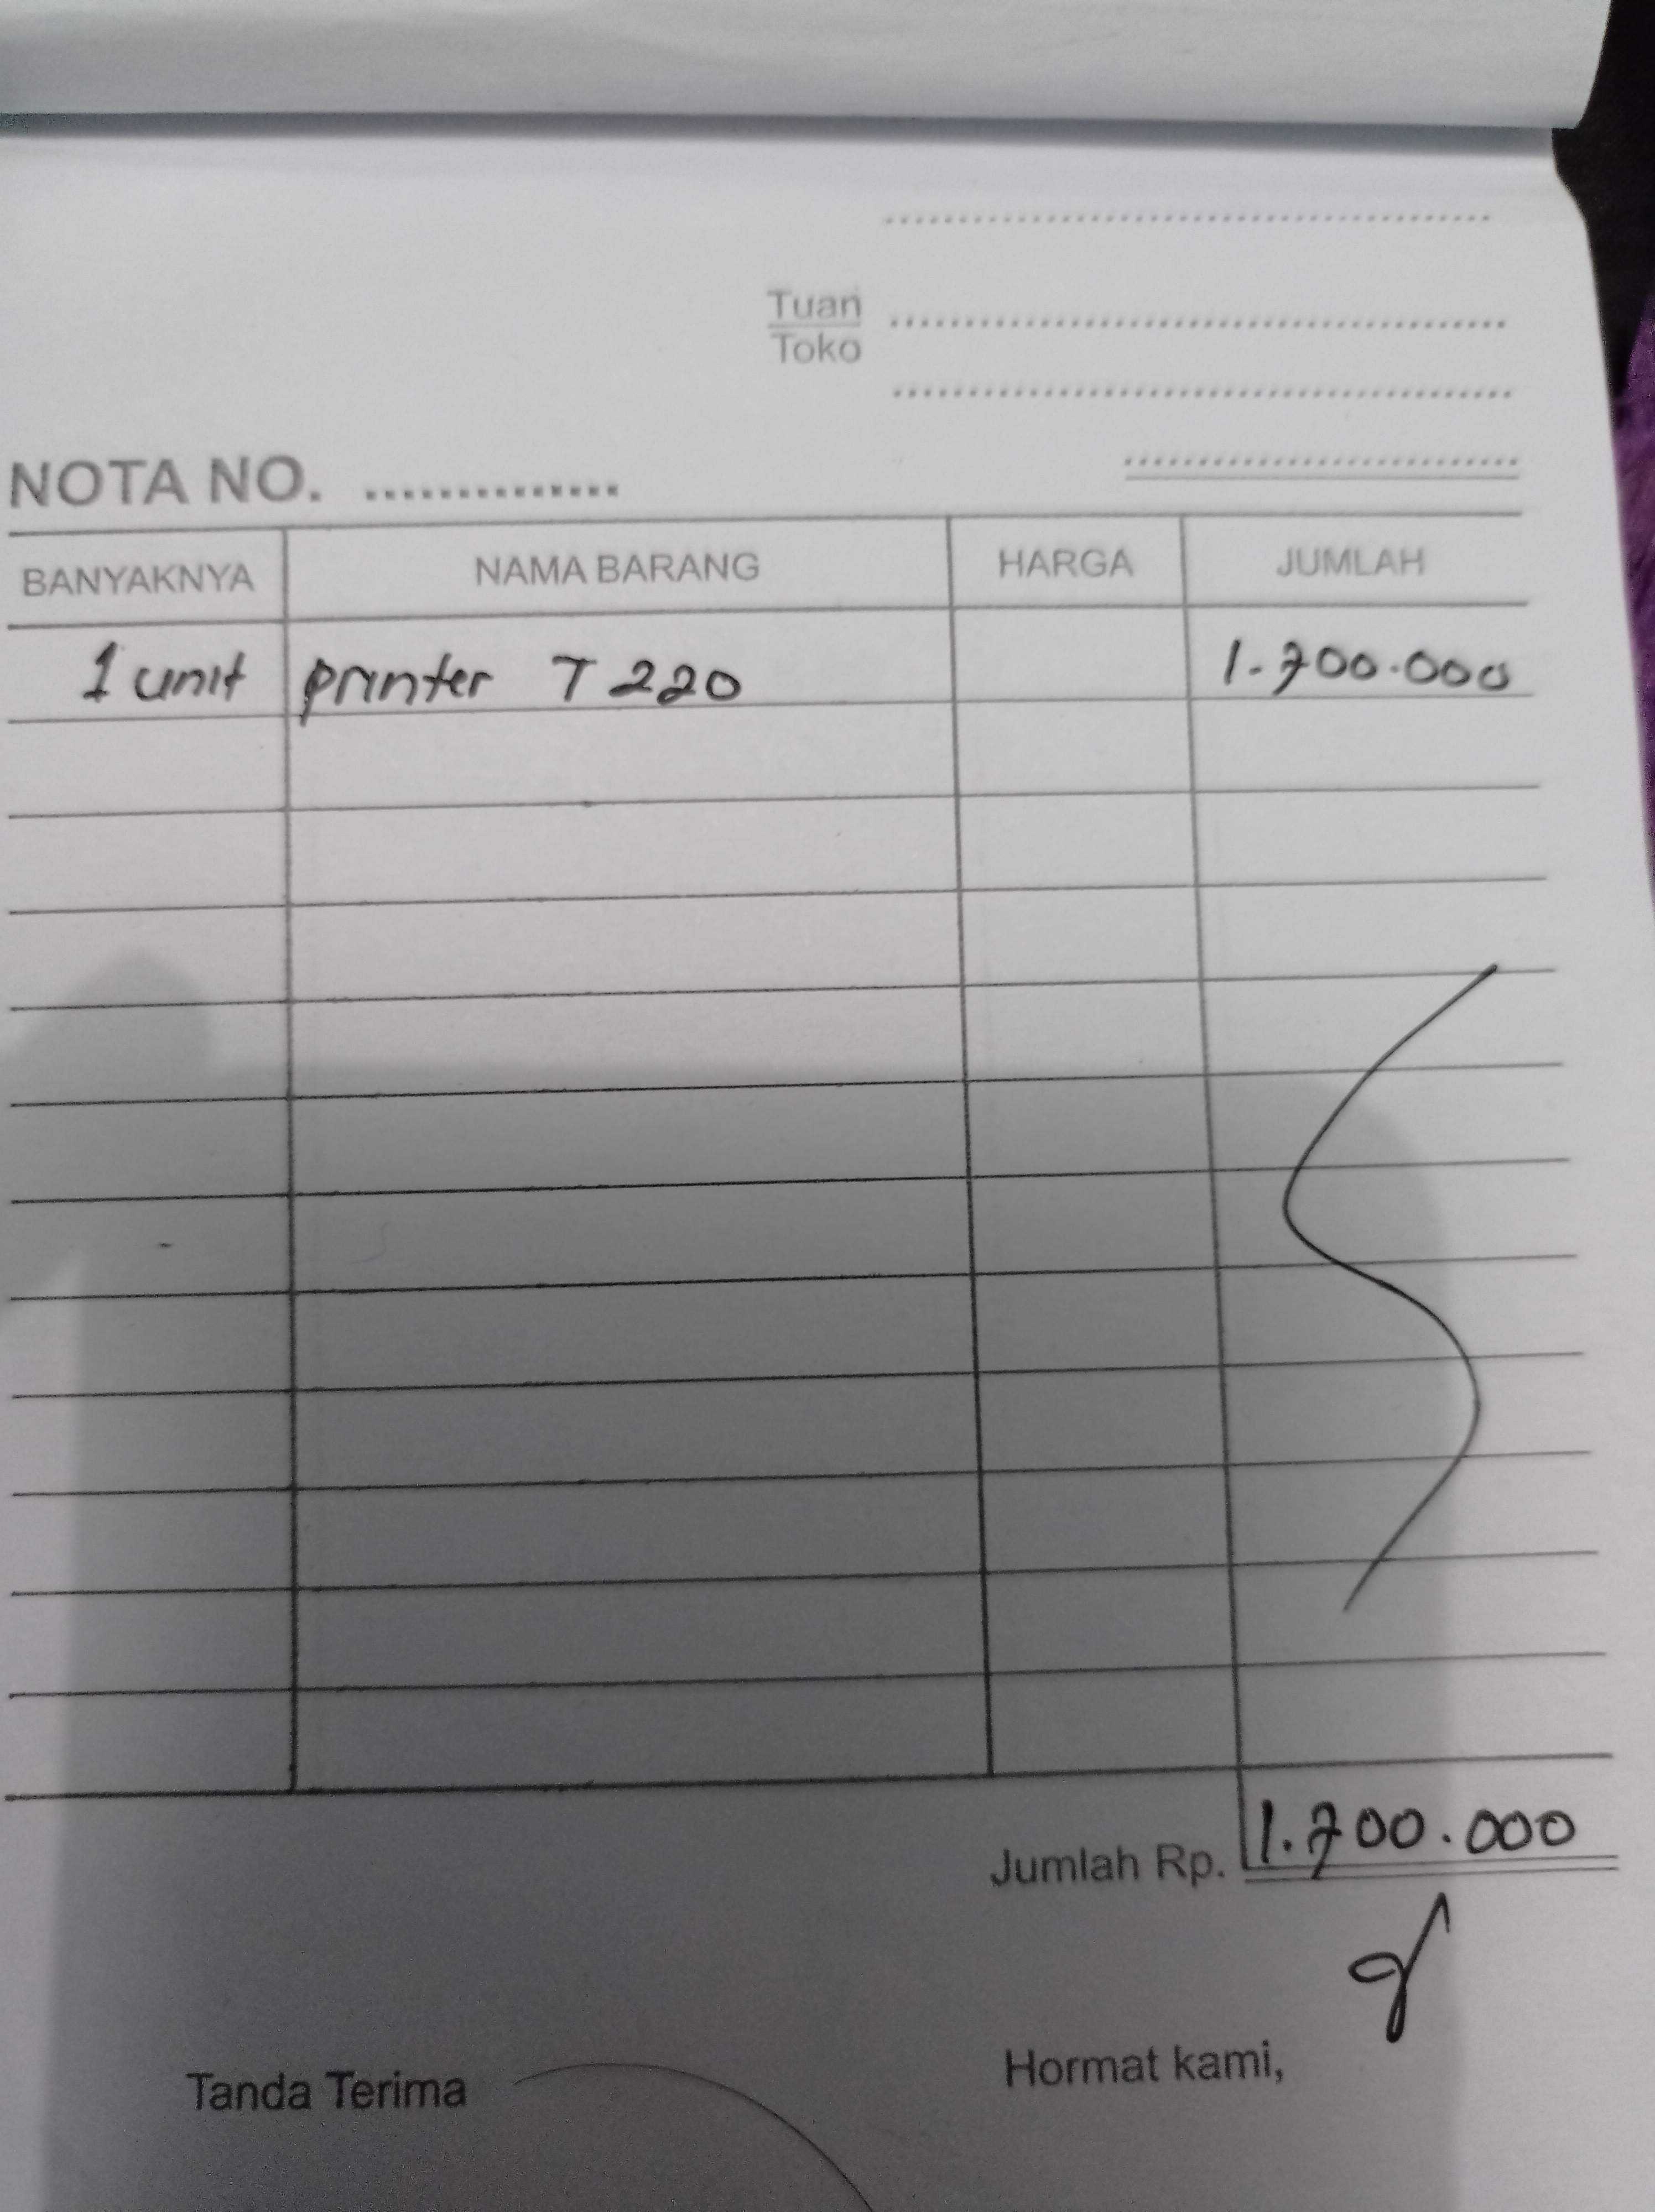 Tuan
Toko
NOTA NO. ..............
BANYAKNYA NAMA BARANG HARGA JUMLAH
1 unit printer T 220 1.700.000
Jumlah Rp. 1.700.000
Tanda Terima Hormat kami,